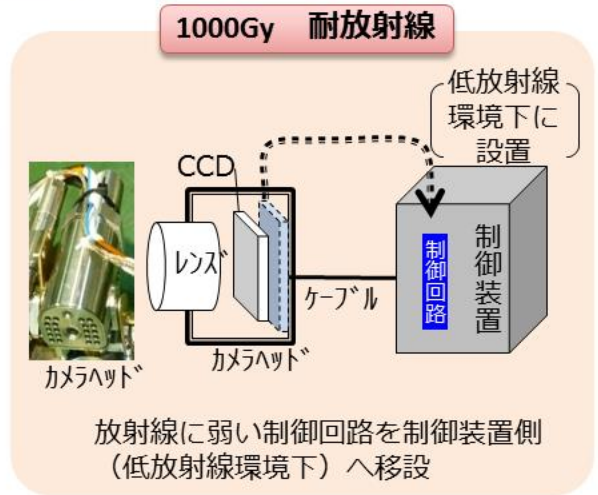 1000Gy　耐放射線
低放射線
環境下に
設置
CCD
ﾚﾝｽﾞ
ｹｰﾌﾞﾙ
制御回路
制御装置
ｶﾒﾗﾍｯﾄﾞ
ｶﾒﾗﾍｯﾄﾞ
放射線に弱い制御回路を制御装置側
（低放射線環境下）へ移設